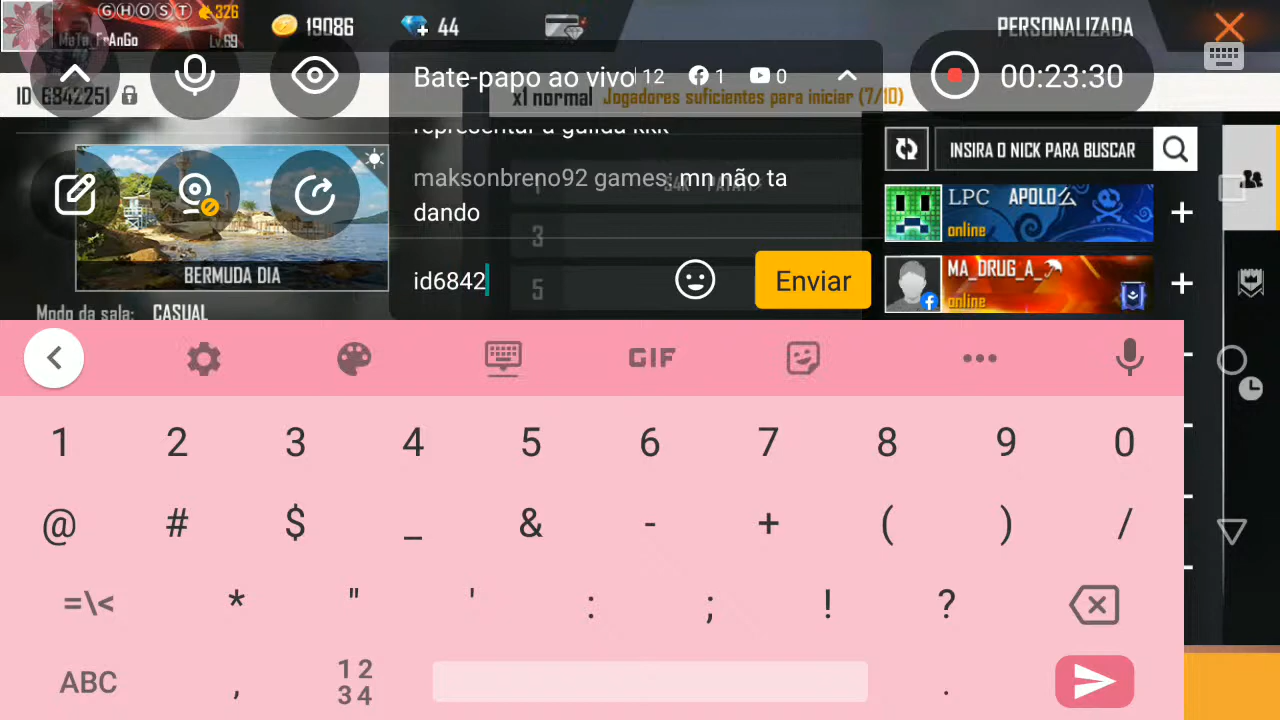 GHOST 326
MaTa_FrAnGo Lv.69
19086
44
PERSONALIZADA
ID 6842251
Bate-papo ao vivo 12 1 0
00:23:30
x1 normal Jogadores suficientes para iniciar (7/10)
representar a guilda kkk
maksonbreno92 games: mn não ta
dando
3
5
id6842
Enviar
INSIRA O NICK PARA BUSCAR
LPC APOLO
online
MA_DRUG_A_
online
BERMUDA DIA
Modo da sala: CASUAL
GIF
1 2 3 4 5 6 7 8 9 0
@ # $ _ & - + ( ) /
=\< * " ' : ; ! ?
ABC , 12 34 .